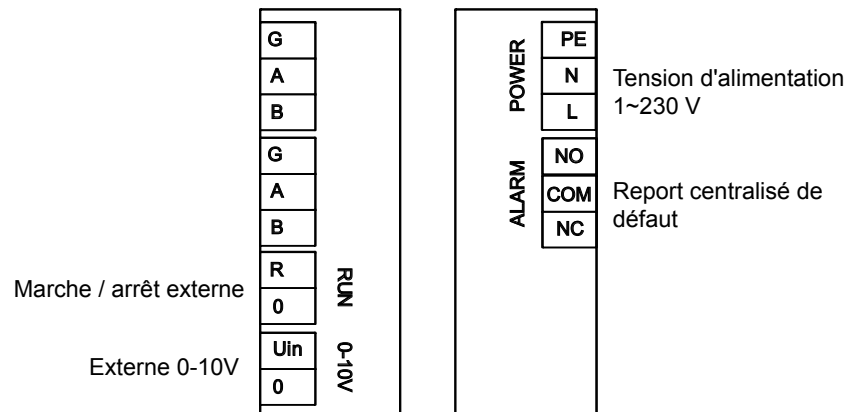 G
A
B
G
A
B
Marche / arrêt externe
R
0
RUN
Externe 0-10V
Uin
0
0-10V
POWER
PE
N
L
Tension d'alimentation
1~230 V
ALARM
NO
COM
NC
Report centralisé de
défaut